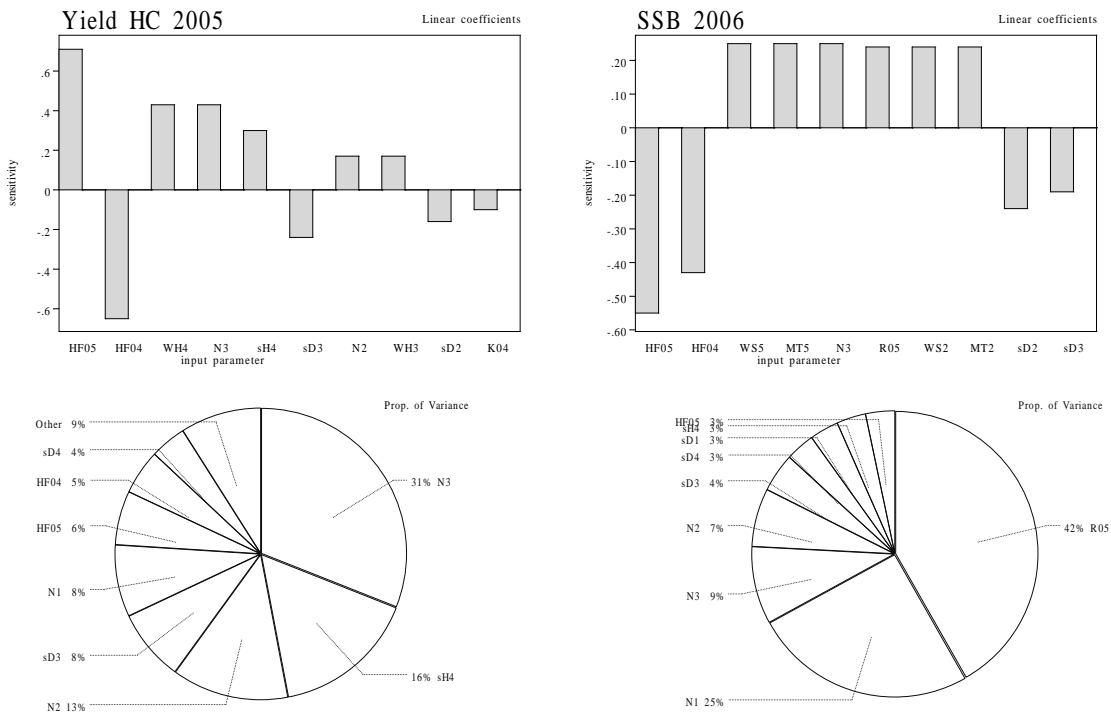 Yield HC 2005
Linear coefficients
.6
.4
.2
0
-.2
-.4
-.6
sensitivity
HF05 HF04 WH4 N3 sH4 sD3 N2 WH3 sD2 K04
input parameter
SSB 2006
Linear coefficients
.20
.10
0
-.10
-.20
-.30
-.40
-.50
-.60
sensitivity
HF05 HF04 WS5 MT5 N3 R05 WS2 MT2 sD2 sD3
input parameter
Prop. of Variance
Other 9%
sD4 4%
HF04 5%
HF05 6%
N1 8%
sD3 8%
N2 13%
31% N3
16% sH4
Prop. of Variance
HF05 3%
sH4 3%
sD1 3%
sD4 3%
sD3 4%
N2 7%
N3 9%
N1 25%
42% R05